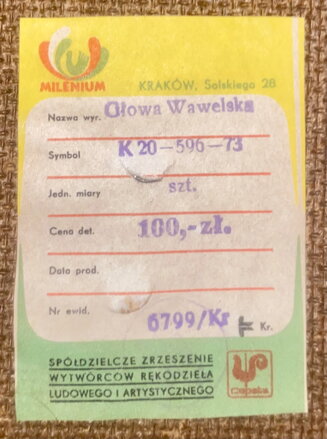 MILENIUM
KRAKÓW, Solskiego 28
Nazwa wyr. Głowa Wawelska
Symbol K 20-596-73
Jedn. miary szt.
Cena det. 100,-zł.
Data prod.
Nr ewid. 6799/Kr Kr.
SPÓŁDZIELCZE ZRZESZENIE
WYTWÓRCÓW RĘKODZIEŁA
LUDOWEGO I ARTYSTYCZNEGO
Cepelia